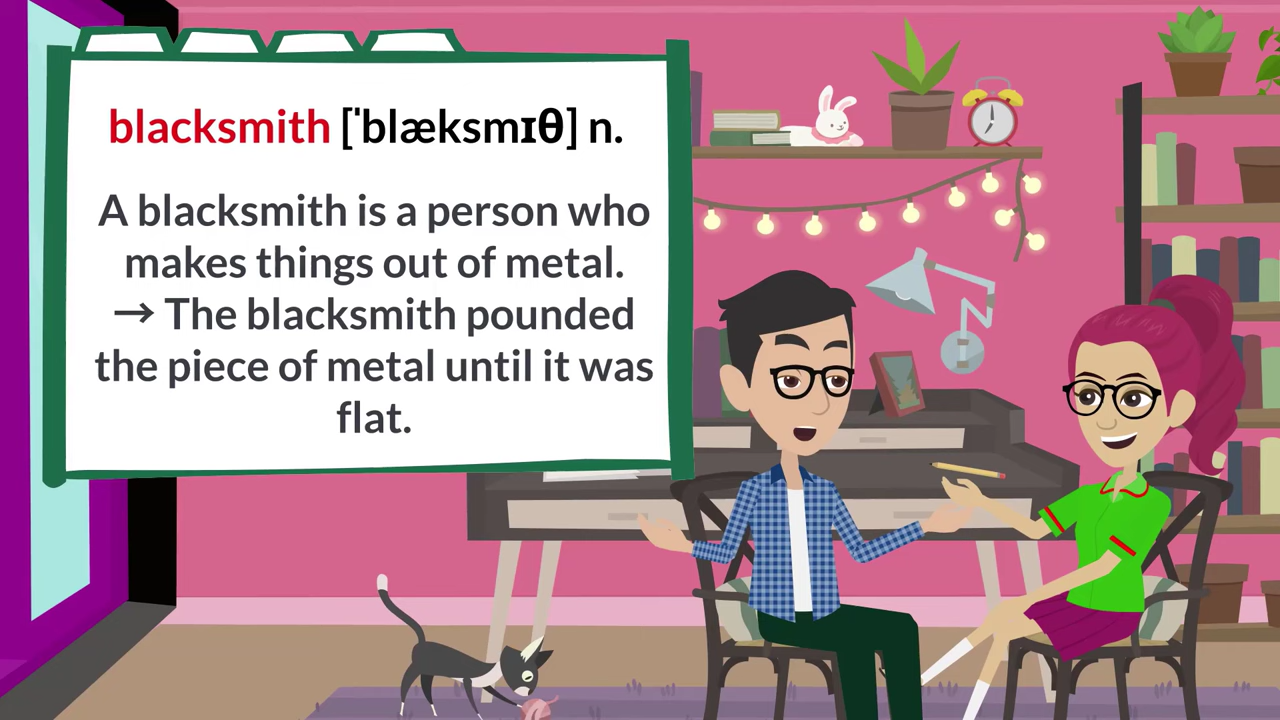 blacksmith [ˈblæksmɪθ] n.
A blacksmith is a person who
makes things out of metal.
→ The blacksmith pounded
the piece of metal until it was
flat.